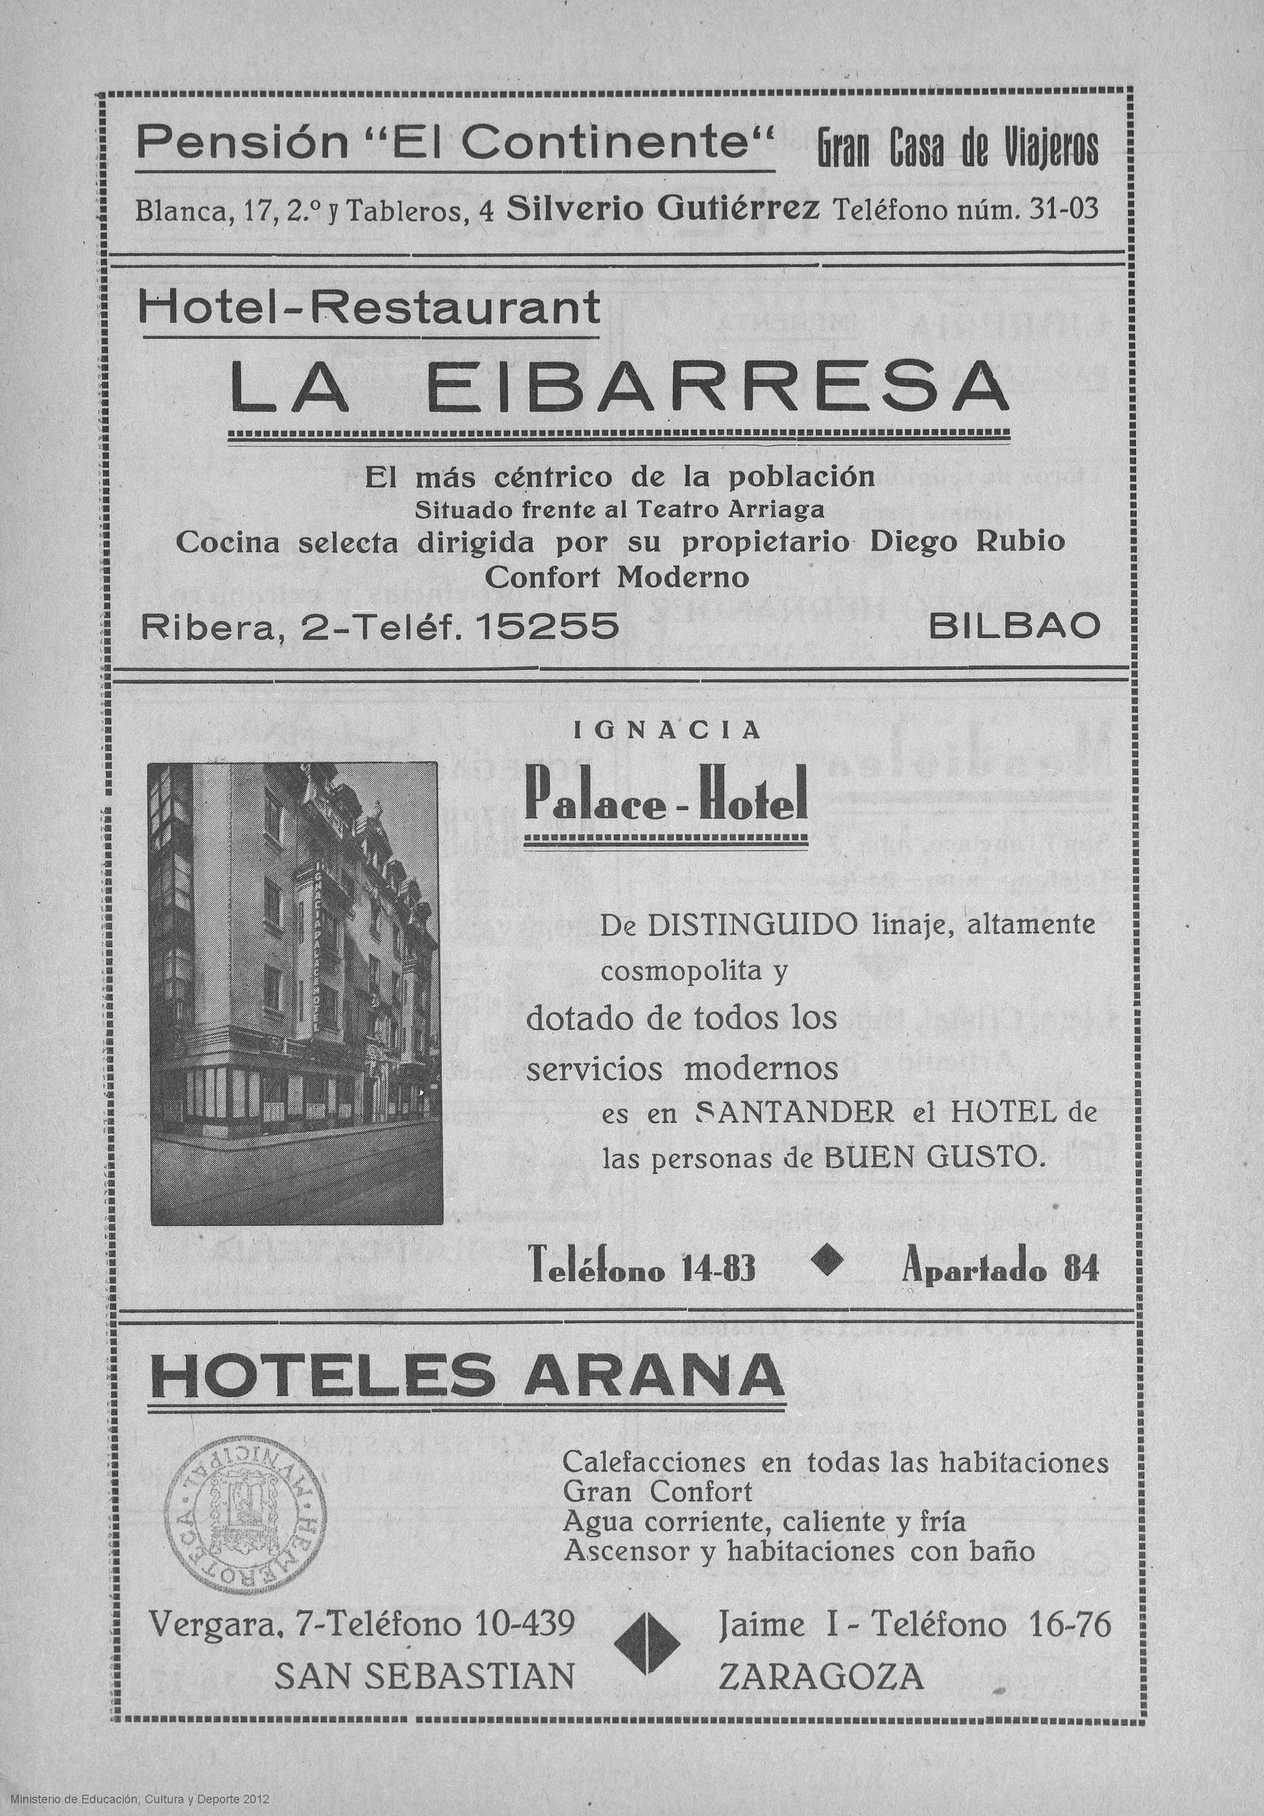 Pensión “El Continente“ Gran Casa de Viajeros
Blanca, 17, 2.º y Tableros, 4 Silverio Gutiérrez Teléfono núm. 31-03
Hotel-Restaurant
LA EIBARRESA
El más céntrico de la población
Situado frente al Teatro Arriaga
Cocina selecta dirigida por su propietario Diego Rubio
Confort Moderno
Ribera, 2-Teléf. 15255 BILBAO
IGNACIA
Palace-Hotel
IGNACIA PALACE HOTEL
De DISTINGUIDO linaje, altamente
cosmopolita y
dotado de todos los
servicios modernos
es en SANTANDER el HOTEL de
las personas de BUEN GUSTO.
Teléfono 14-83 ◆ Apartado 84
HOTELES ARANA
HEMEROTECA · MUNICIPAL ·
Calefacciones en todas las habitaciones
Gran Confort
Agua corriente, caliente y fría
Ascensor y habitaciones con baño
Vergara, 7-Teléfono 10-439
SAN SEBASTIAN
Jaime I - Teléfono 16-76
ZARAGOZA
Ministerio de Educación, Cultura y Deporte 2012